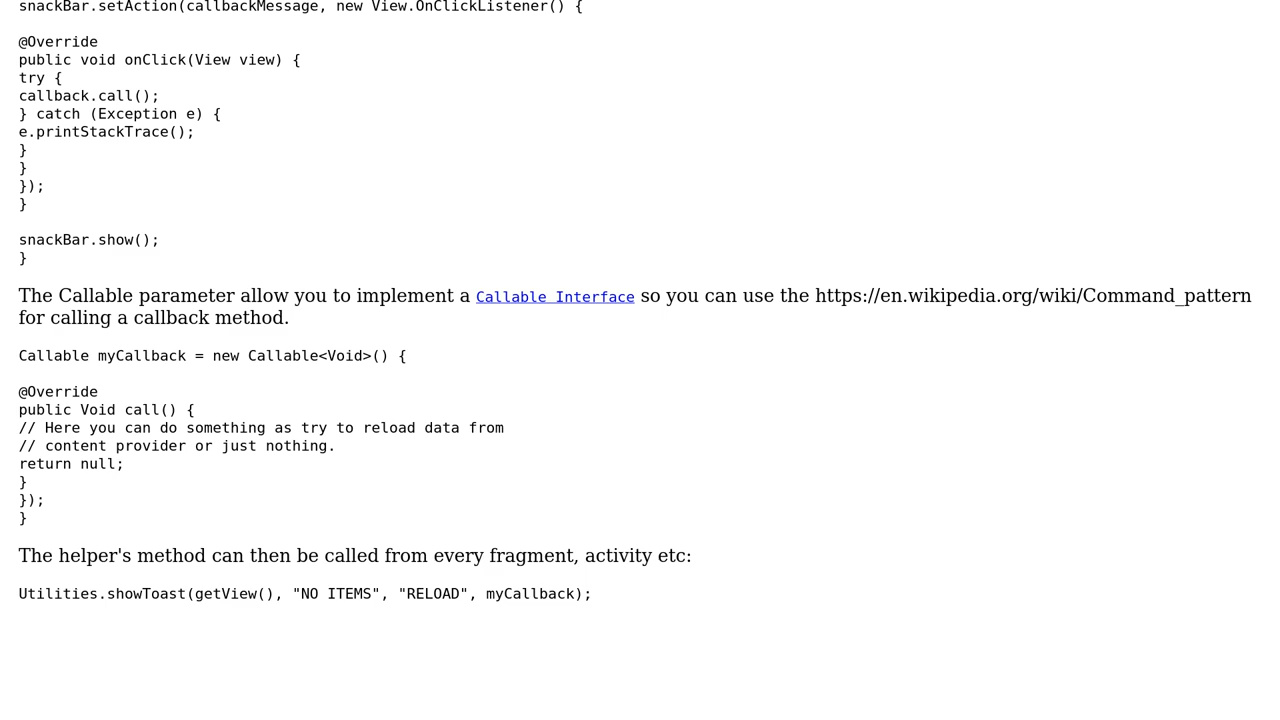 snackBar.setAction(callbackMessage, new View.OnClickListener() {
@Override
public void onClick(View view) {
try {
callback.call();
} catch (Exception e) {
e.printStackTrace();
}
}
});
}
snackBar.show();
}
The Callable parameter allow you to implement a Callable Interface so you can use the https://en.wikipedia.org/wiki/Command_pattern
for calling a callback method.
Callable myCallback = new Callable<Void>() {
@Override
public Void call() {
// Here you can do something as try to reload data from
// content provider or just nothing.
return null;
}
});
}
The helper's method can then be called from every fragment, activity etc:
Utilities.showToast(getView(), "NO ITEMS", "RELOAD", myCallback);